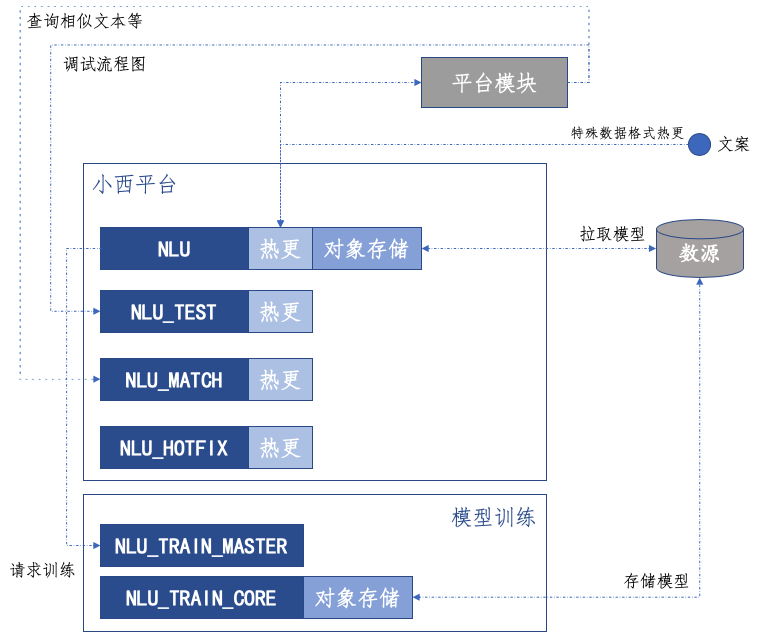 查询相似文本等
调试流程图
平台模块
特殊数据格式热更
文案
小西平台
NLU 热更 对象存储
拉取模型
数源
NLU_TEST 热更
NLU_MATCH 热更
NLU_HOTFIX 热更
模型训练
NLU_TRAIN_MASTER
请求训练
NLU_TRAIN_CORE 对象存储
存储模型